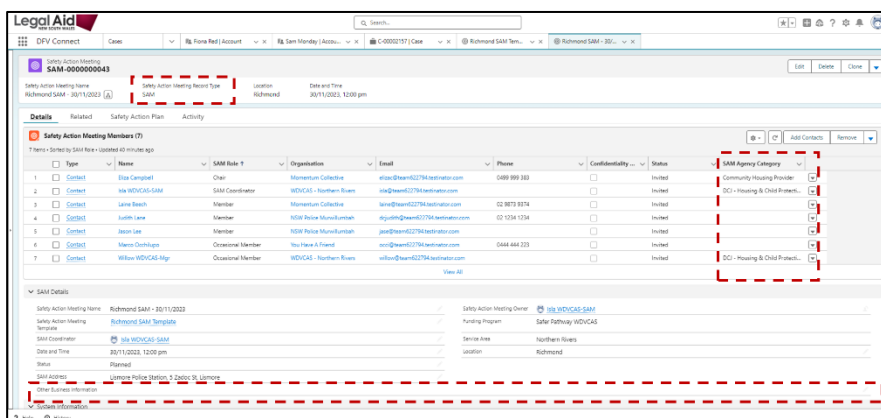 Legal Aid
NEW SOUTH WALES
Search...
DFV Connect Cases Fiona Rad | Account Sam Monday | Accou... C-00002157 | Case Richmond SAM Tem... Richmond SAM - 30/...
Safety Action Meeting
SAM-0000000043
Edit Delete Clone
Safety Action Meeting Name Safety Action Meeting Record Type Location Date and Time
Richmond SAM - 30/11/2023 SAM Richmond 30/11/2023, 12:00 pm
Details Related Safety Action Plan Activity
Safety Action Meeting Members (7) Add Contacts Remove
7 items • Sorted by SAM Role • Updated 40 minutes ago
Type Name SAM Role ↑ Organisation Email Phone Confidentiality ... Status SAM Agency Category
1 Contact Eliza Campbell Chair Momentum Collective elizac@team622794.testinator.com 0499 999 383 Invited Community Housing Provider
2 Contact Isla WDVCAS-SAM SAM Coordinator WDVCAS - Northern Rivers isla@team622794.testinator.com Invited DCJ - Housing & Child Protecti...
3 Contact Laine Beach Member Momentum Collective laine@team622794.testinator.com 02 9873 9374 Invited
4 Contact Judith Lane Member NSW Police Murwillumbah drjudith@team622794.testinator.com 02 1234 1234 Invited
5 Contact Jason Lee Member NSW Police Murwillumbah jase@team622794.testinator.com Invited
6 Contact Marco Occhilupo Occasional Member You Have A Friend occi@team622794.testinator.com 0444 444 223 Invited
7 Contact Willow WDVCAS-Mgr Occasional Member WDVCAS - Northern Rivers willow@team622794.testinator.com Invited DCJ - Housing & Child Protecti...
View All
SAM Details
Safety Action Meeting Name Richmond SAM - 30/11/2023 Safety Action Meeting Owner Isla WDVCAS-SAM
Safety Action Meeting Template Richmond SAM Template Funding Program Safer Pathway WDVCAS
SAM Coordinator Isla WDVCAS-SAM Service Area Northern Rivers
Date and Time 30/11/2023, 12:00 pm Location Richmond
Status Planned
SAM Address Lismore Police Station, 5 Zadoc St, Lismore
Other Business Information
System Information
Help History